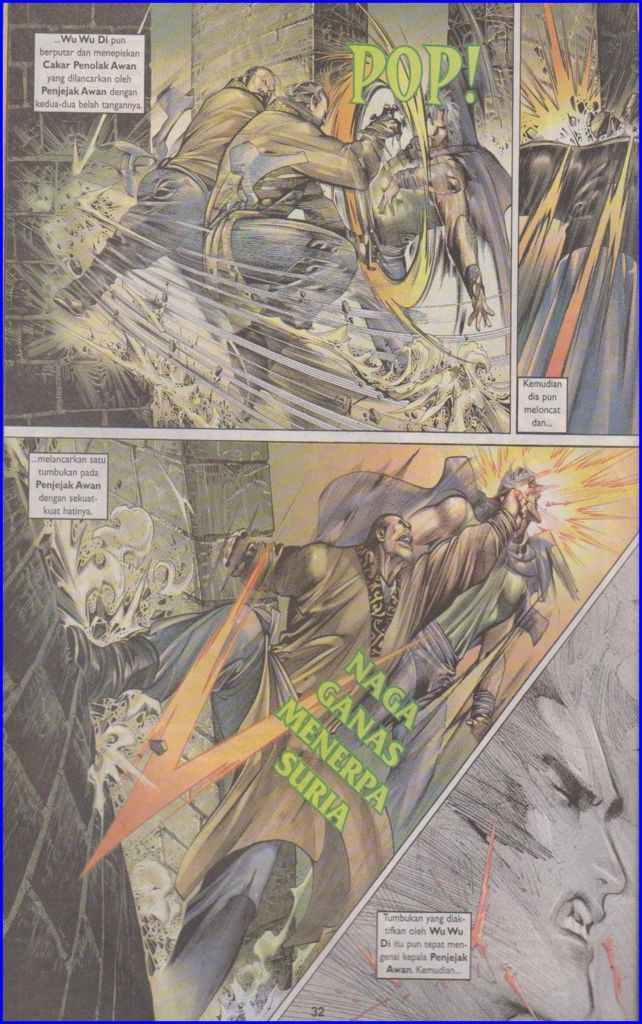 ...Wu Wu Di pun
berputar dan menepiskan
Cakar Penolak Awan
yang dilancarkan oleh
Penjejak Awan dengan
kedua-dua belah tangannya.
POP!
Kemudian
dia pun
meloncat
dan...
...melancarkan satu
tumbukan pada
Penjejak Awan
dengan sekuat-
kuat hatinya.
NAGA
GANAS
MENERPA
SURIA
Tumbukan yang diak-
tifkan oleh Wu Wu
Di itu pun tepat men-
genai kepala Penjejak
Awan. Kemudian...
32